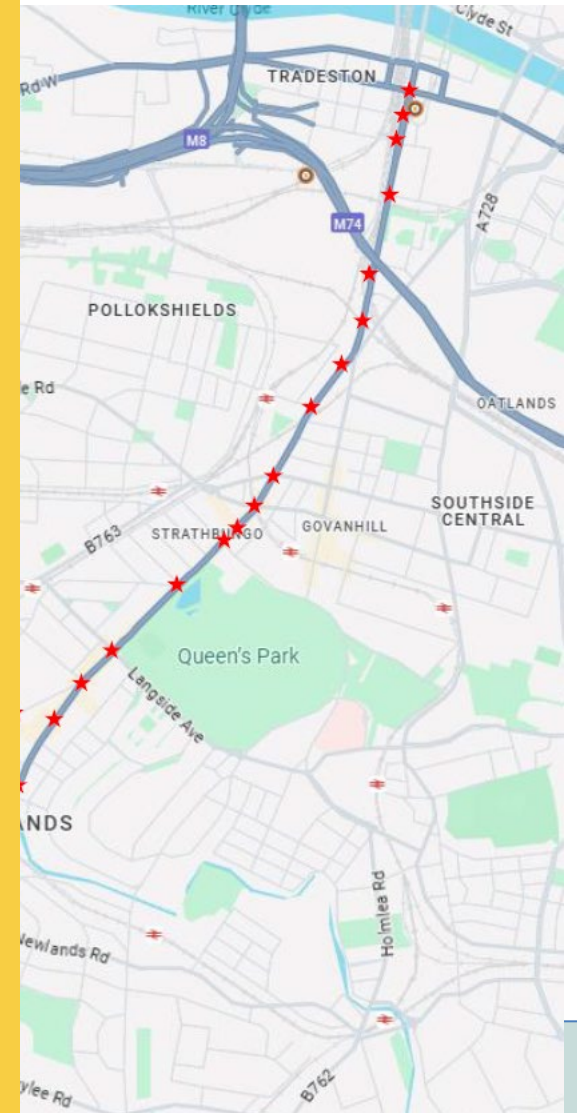 River Clyde
Clyde St
Rd W
TRADESTON
M8
A728
M74
POLLOKSHIELDS
e Rd
OATLANDS
SOUTHSIDE
CENTRAL
GOVANHILL
B763
STRATHBUNGO
Queen's Park
Langside Ave
ANDS
Holmlea Rd
Newlands Rd
B762
ylee Rd